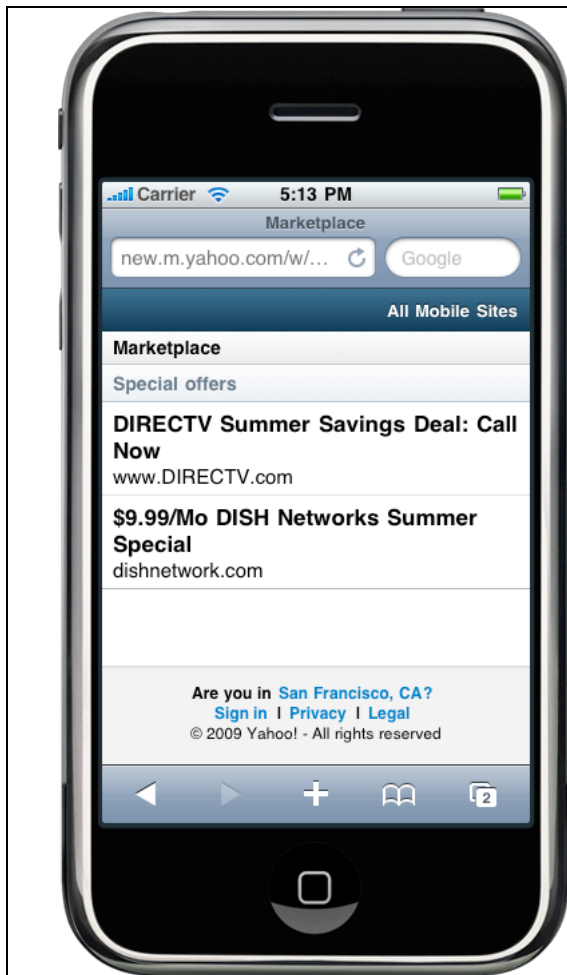 Carrier 5:13 PM
Marketplace
new.m.yahoo.com/w/... Google
All Mobile Sites
Marketplace
Special offers
DIRECTV Summer Savings Deal: Call
Now
www.DIRECTV.com
$9.99/Mo DISH Networks Summer
Special
dishnetwork.com
Are you in San Francisco, CA?
Sign in | Privacy | Legal
© 2009 Yahoo! - All rights reserved
2